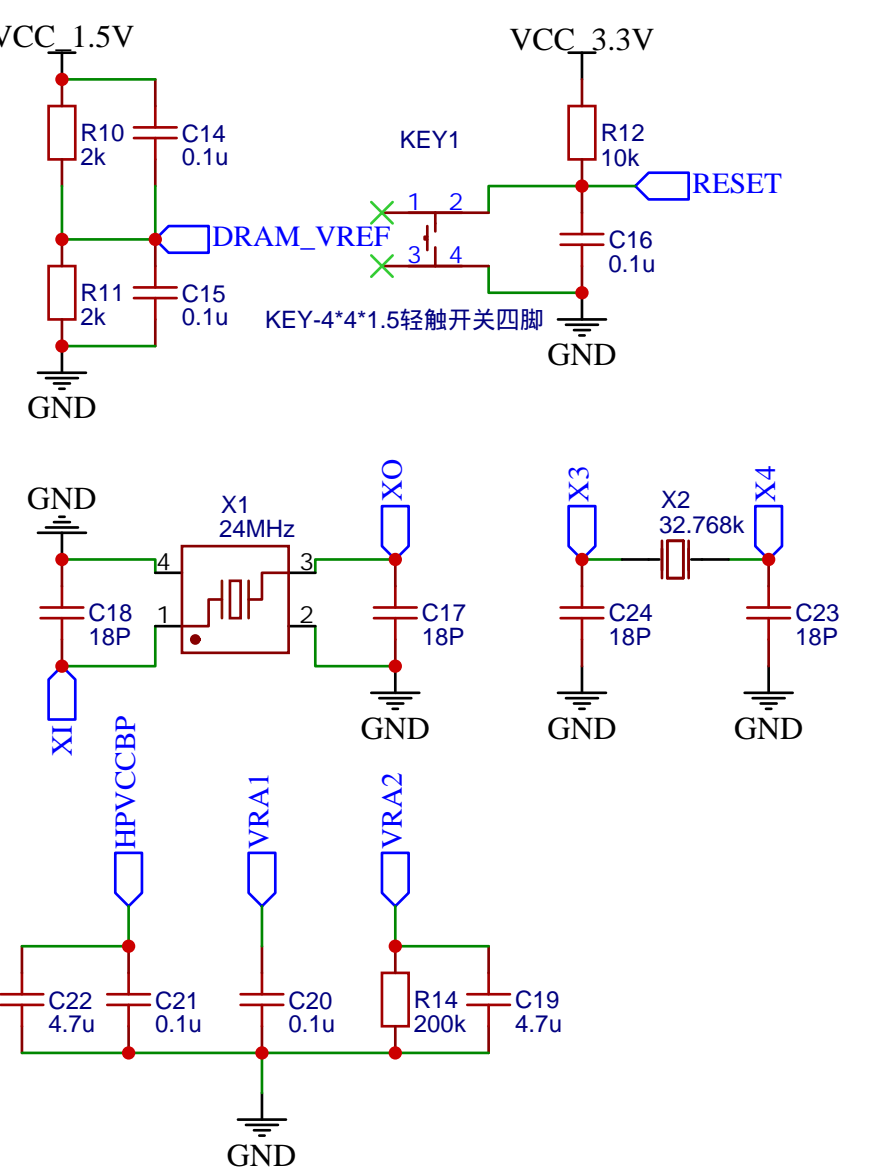 VCC_1.5V
R10
2k
C14
0.1u
DRAM_VREF
R11
2k
C15
0.1u
GND
VCC_3.3V
KEY1
R12
10k
RESET
1 2
3 4
C16
0.1u
KEY-4*4*1.5轻触开关四脚
GND
GND
X1
24MHz
XO
4
3
1
2
C18
18P
C17
18P
XI
GND
X3
X2
32.768k
X4
C24
18P
C23
18P
GND
GND
HPVCCBP
VRA1
VRA2
C22
4.7u
C21
0.1u
C20
0.1u
R14
200k
C19
4.7u
GND